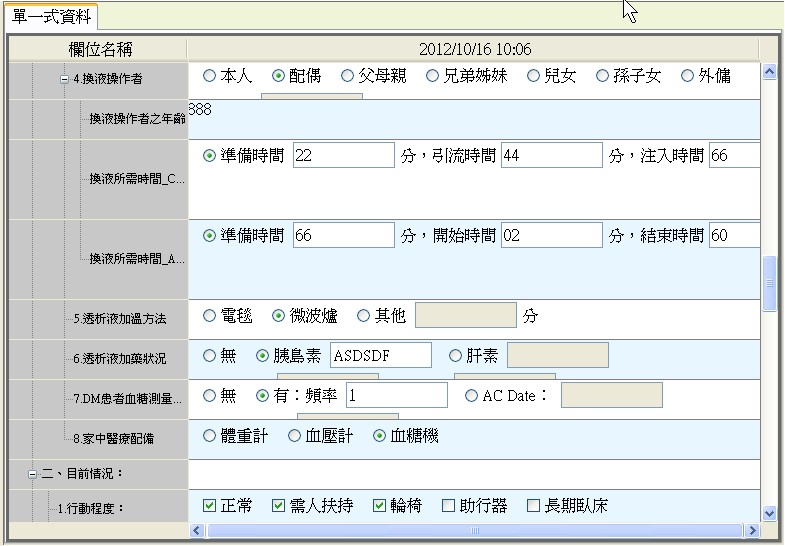 單一式資料
欄位名稱 2012/10/16 10:06
4.換液操作者 本人 配偶 父母親 兄弟姊妹 兒女 孫子女 外傭
換液操作者之年齡 888
換液所需時間_C... 準備時間 22 分，引流時間 44 分，注入時間 66
換液所需時間_A... 準備時間 66 分，開始時間 02 分，結束時間 60
5.透析液加溫方法 電毯 微波爐 其他 分
6.透析液加藥狀況 無 胰島素 ASDSDF 肝素
7.DM患者血糖測量... 無 有：頻率 1 AC Date：
8.家中醫療配備 體重計 血壓計 血糖機
二、目前情況：
1.行動程度： 正常 需人扶持 輪椅 助行器 長期臥床